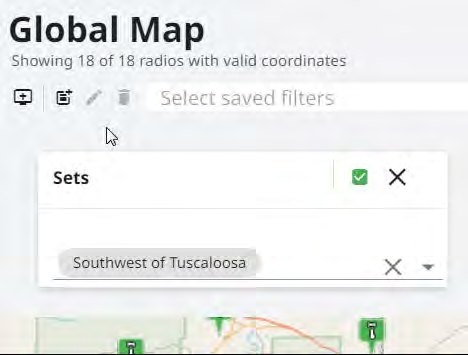 Global Map
Showing 18 of 18 radios with valid coordinates
Select saved filters
Sets
Southwest of Tuscaloosa